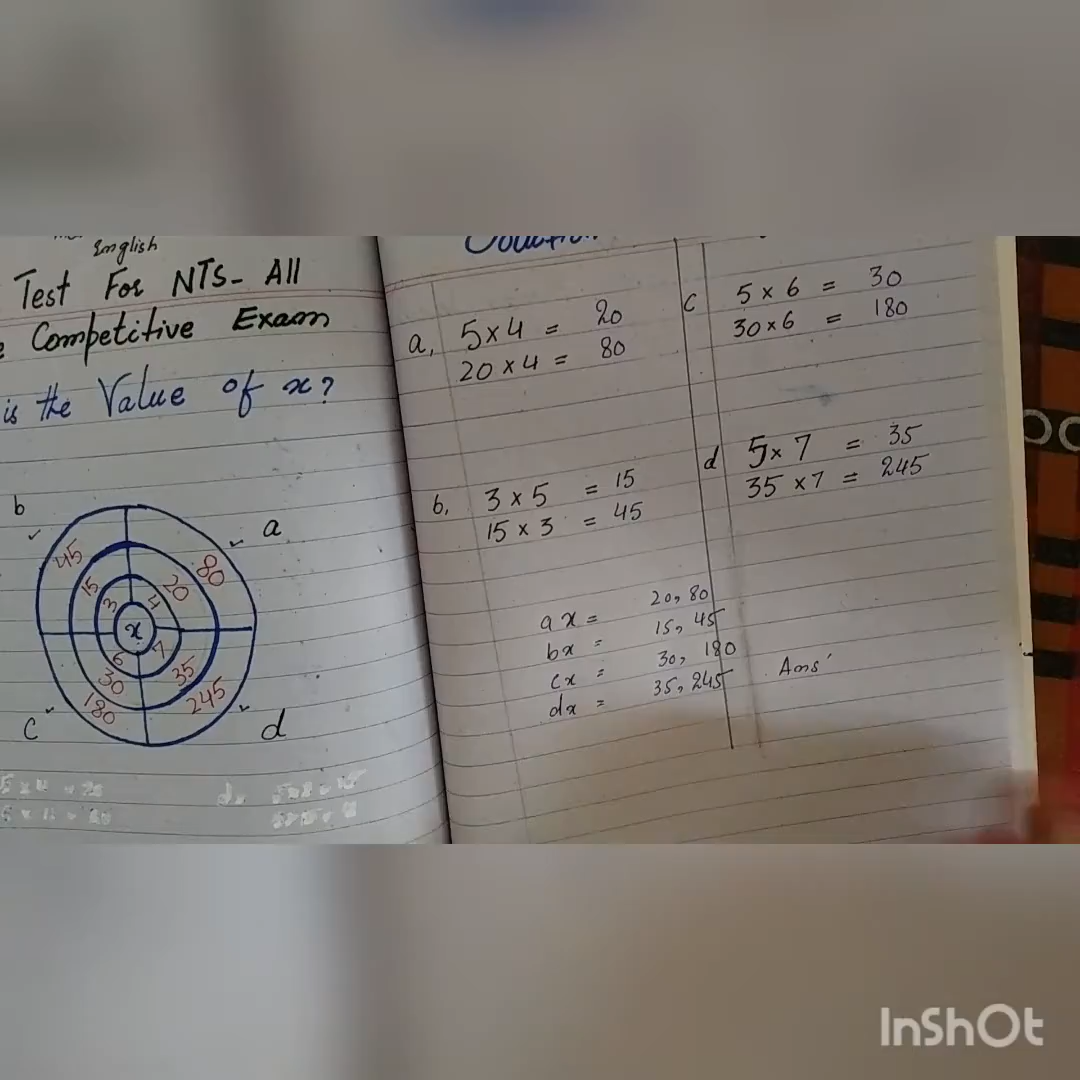 English
Test For NTS- All
Competitive Exam
is the Value of x?
b
a
45
80
15
20
3
4
x
6
7
30
35
180
245
c
d
a, 5 x 4 = 20
20 x 4 = 80
b, 3 x 5 = 15
15 x 3 = 45
c 5 x 6 = 30
30 x 6 = 180
d 5 x 7 = 35
35 x 7 = 245
ax = 20, 80
bx = 15, 45
cx = 30, 180
dx = 35, 245 Ans'
InShOt